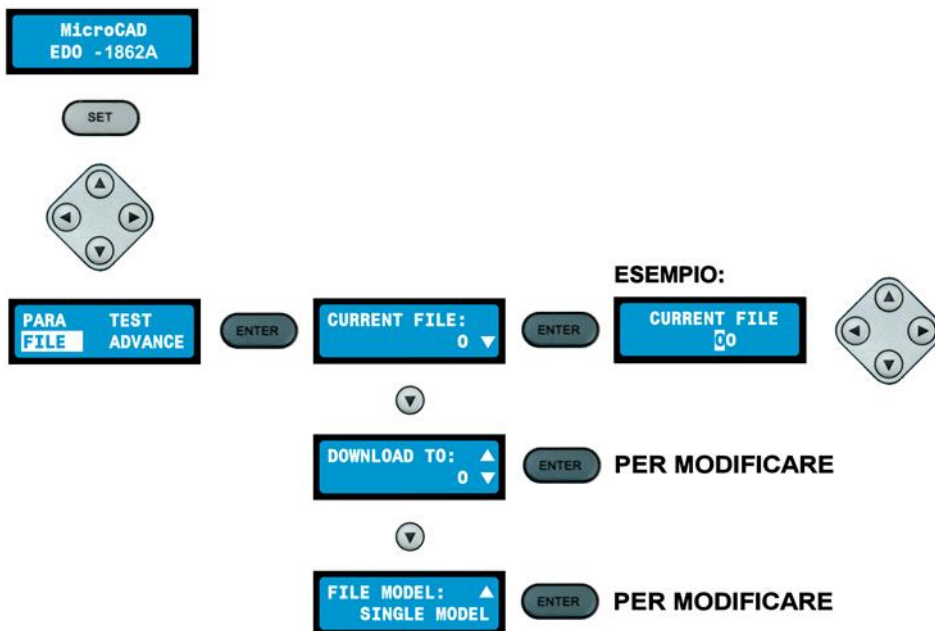 MicroCAD
EDO -1862A
SET
ESEMPIO:
PARA TEST
FILE ADVANCE
ENTER
CURRENT FILE:
0
ENTER
CURRENT FILE
00
DOWNLOAD TO:
0
ENTER
PER MODIFICARE
FILE MODEL:
SINGLE MODEL
ENTER
PER MODIFICARE